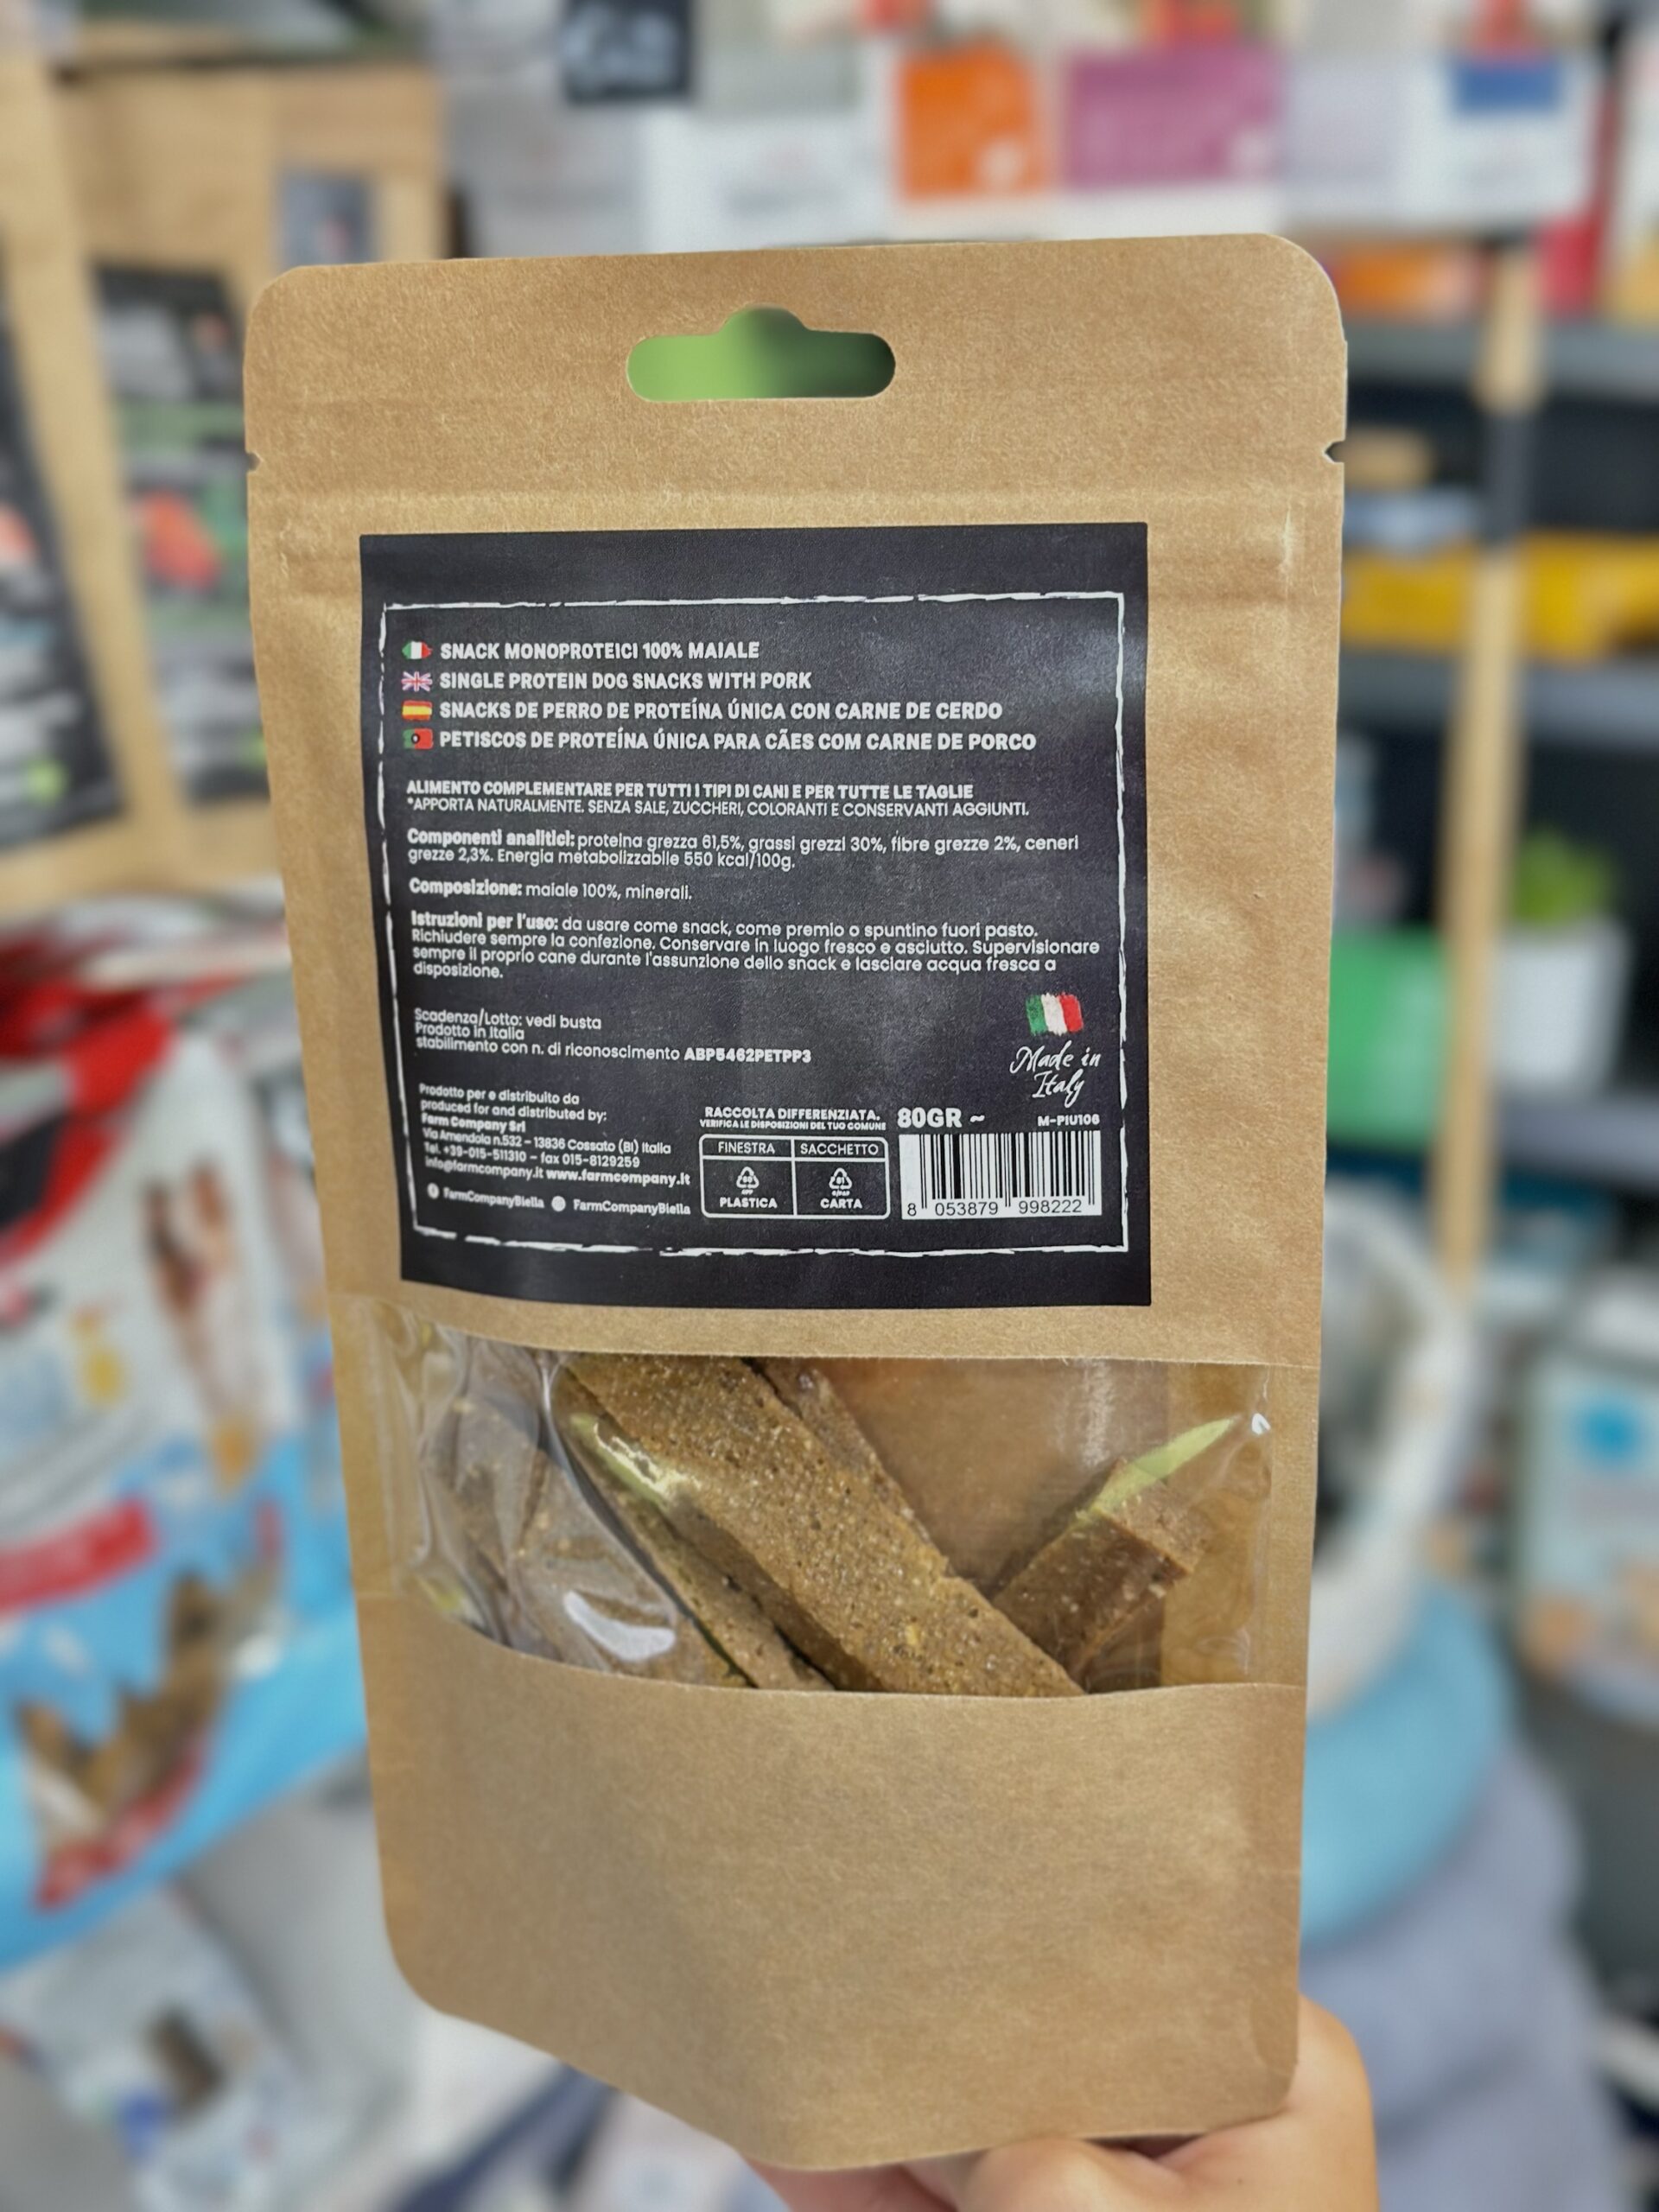 SNACK MONOPROTEICI 100% MAIALE
SINGLE PROTEIN DOG SNACKS WITH PORK
SNACKS DE PERRO DE PROTEÍNA ÚNICA CON CARNE DE CERDO
PETISCOS DE PROTEÍNA ÚNICA PARA CÃES COM CARNE DE PORCO
ALIMENTO COMPLEMENTARE PER TUTTI I TIPI DI CANI E PER TUTTE LE TAGLIE
*APPORTA NATURALMENTE. SENZA SALE, ZUCCHERI, COLORANTI E CONSERVANTI AGGIUNTI.
Componenti analitici: proteina grezza 61,5%, grassi grezzi 30%, fibre grezze 2%, ceneri
grezze 2,3%. Energia metabolizzabile 550 kcal/100g.
Composizione: maiale 100%, minerali.
Istruzioni per l'uso: da usare come snack, come premio o spuntino fuori pasto.
Richiudere sempre la confezione. Conservare in luogo fresco e asciutto. Supervisionare
sempre il proprio cane durante l'assunzione dello snack e lasciare acqua fresca a
disposizione.
Scadenza/Lotto: vedi busta
Prodotto in Italia
stabilimento con n. di riconoscimento ABP5462PETPP3
Made in
Italy
Prodotto per e distribuito da
produced for and distributed by:
Farm Company Srl
Via Amendola n.532 – 13836 Cossato (BI) Italia
Tel. +39-015-511310 – fax 015-8129259
info@farmcompany.it www.farmcompany.it
FarmCompanyBiella FarmCompanyBiella
RACCOLTA DIFFERENZIATA.
VERIFICA LE DISPOSIZIONI DEL TUO COMUNE
FINESTRA SACCHETTO
PLASTICA CARTA
80GR ~ M-PIU106
8 053879 998222